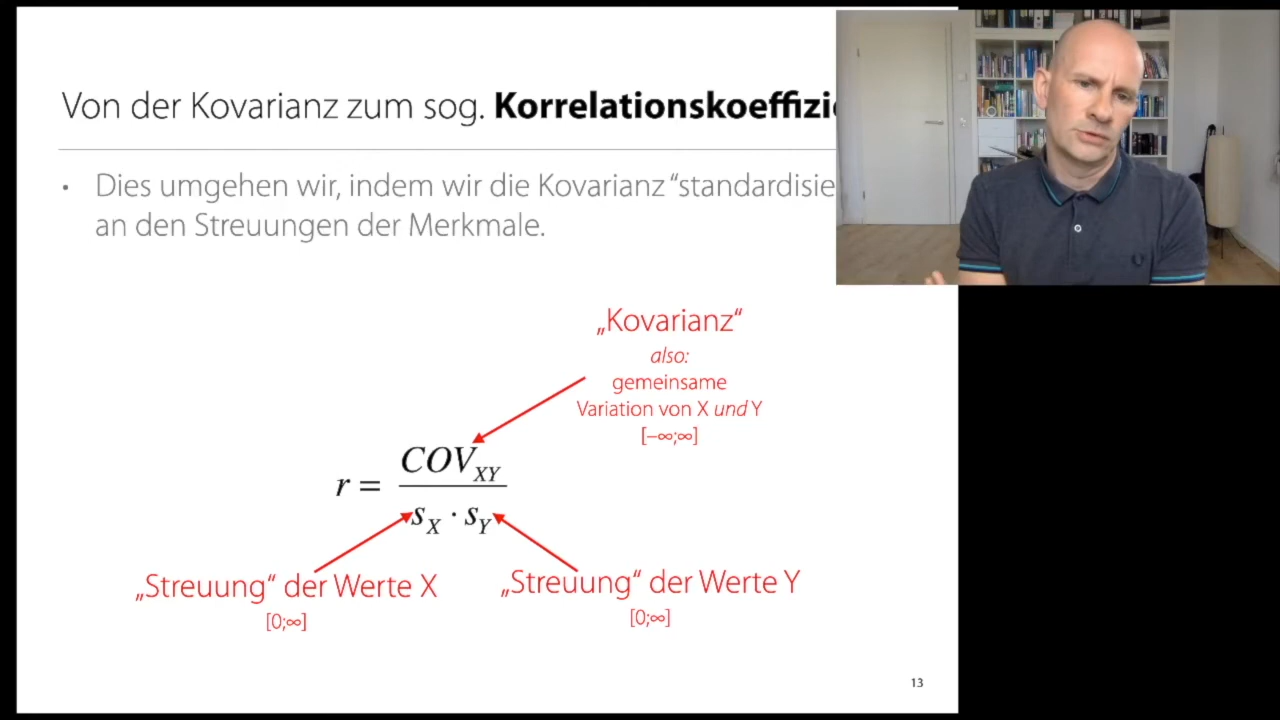 Von der Kovarianz zum sog. Korrelationskoeffizie
• Dies umgehen wir, indem wir die Kovarianz “standardisie
an den Streuungen der Merkmale.
„Kovarianz“
also:
gemeinsame
Variation von X und Y
[–∞;∞]
r = COV_XY / (s_X · s_Y)
„Streuung“ der Werte X
[0;∞]
„Streuung“ der Werte Y
[0;∞]
13